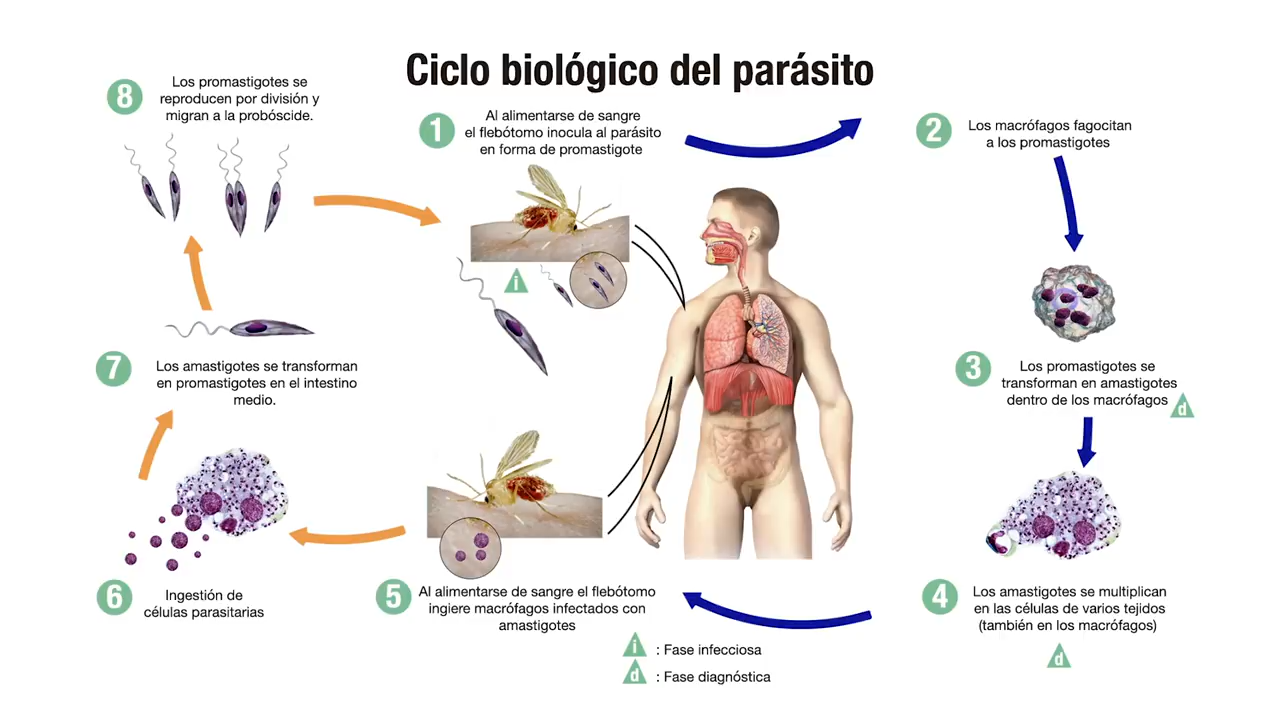 Ciclo biológico del parásito
1
Al alimentarse de sangre
el flebótomo inocula al parásito
en forma de promastigote
i
2
Los macrófagos fagocitan
a los promastigotes
3
Los promastigotes se
transforman en amastigotes
dentro de los macrófagos
d
4
Los amastigotes se multiplican
en las células de varios tejidos
(también en los macrófagos)
d
5
Al alimentarse de sangre el flebótomo
ingiere macrófagos infectados con
amastigotes
6
Ingestión de
células parasitarias
7
Los amastigotes se transforman
en promastigotes en el intestino
medio.
8
Los promastigotes se
reproducen por división y
migran a la probóscide.
i : Fase infecciosa
d : Fase diagnóstica